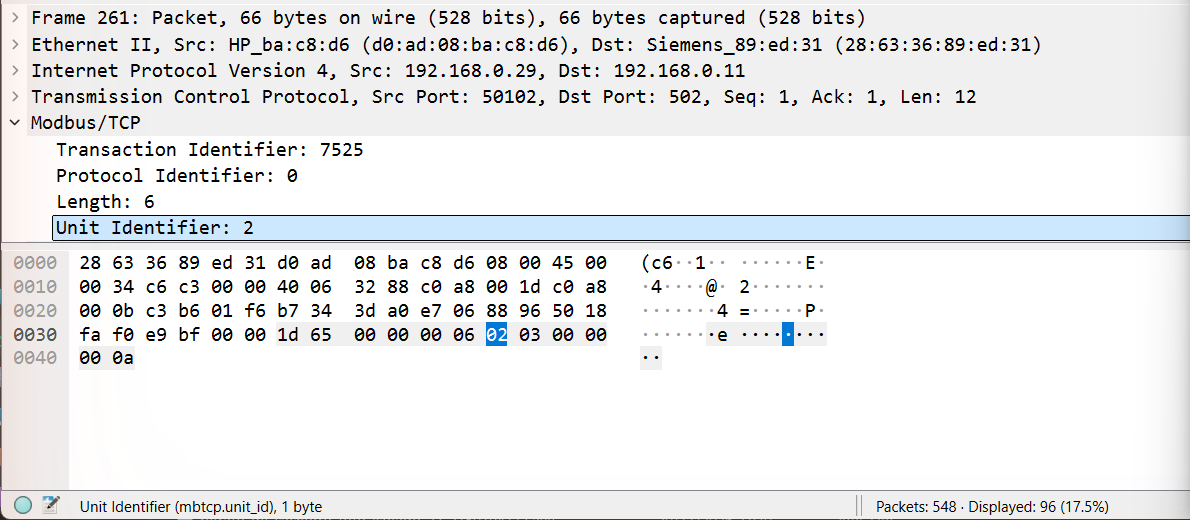 Frame 261: Packet, 66 bytes on wire (528 bits), 66 bytes captured (528 bits)
Ethernet II, Src: HP_ba:c8:d6 (d0:ad:08:ba:c8:d6), Dst: Siemens_89:ed:31 (28:63:36:89:ed:31)
Internet Protocol Version 4, Src: 192.168.0.29, Dst: 192.168.0.11
Transmission Control Protocol, Src Port: 50102, Dst Port: 502, Seq: 1, Ack: 1, Len: 12
Modbus/TCP
Transaction Identifier: 7525
Protocol Identifier: 0
Length: 6
Unit Identifier: 2
0000 28 63 36 89 ed 31 d0 ad 08 ba c8 d6 08 00 45 00 (c6··1·· ······E·
0010 00 34 c6 c3 00 00 40 06 32 88 c0 a8 00 1d c0 a8 ·4····@· 2·······
0020 00 0b c3 b6 01 f6 b7 34 3d a0 e7 06 88 96 50 18 ·······4 =·····P·
0030 fa f0 e9 bf 00 00 1d 65 00 00 00 06 02 03 00 00 ·······e ········
0040 00 0a ··
Unit Identifier (mbtcp.unit_id), 1 byte
Packets: 548 · Displayed: 96 (17.5%)